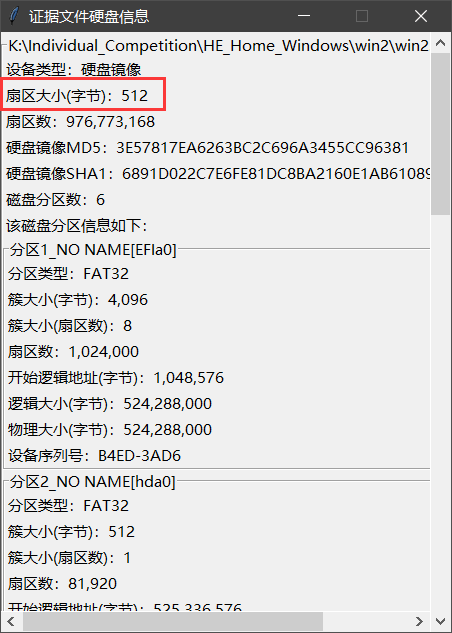 证据文件硬盘信息
K:\Individual_Competition\HE_Home_Windows\win2\win2
设备类型：硬盘镜像
扇区大小(字节)：512
扇区数：976,773,168
硬盘镜像MD5：3E57817EA6263BC2C696A3455CC96381
硬盘镜像SHA1：6891D022C7E6FE81DC8BA2160E1AB61089
磁盘分区数：6
该磁盘分区信息如下：
分区1_NO NAME[EFIa0]
分区类型：FAT32
簇大小(字节)：4,096
簇大小(扇区数)：8
扇区数：1,024,000
开始逻辑地址(字节)：1,048,576
逻辑大小(字节)：524,288,000
物理大小(字节)：524,288,000
设备序列号：B4ED-3AD6
分区2_NO NAME[hda0]
分区类型：FAT32
簇大小(字节)：512
簇大小(扇区数)：1
扇区数：81,920
开始逻辑地址(字节)：525,336,576